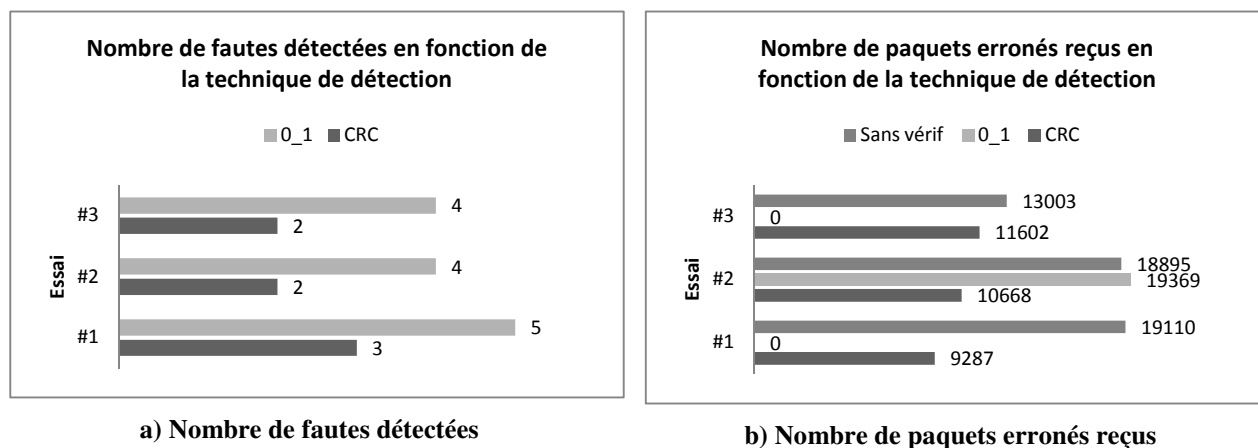 Nombre de fautes détectées en fonction de
la technique de détection
0_1 CRC
#3
4
2
#2
4
2
#1
5
3
Essai
a) Nombre de fautes détectées
Nombre de paquets erronés reçus en
fonction de la technique de détection
Sans vérif 0_1 CRC
#3
13003
0
11602
#2
18895
19369
10668
#1
19110
0
9287
Essai
b) Nombre de paquets erronés reçus